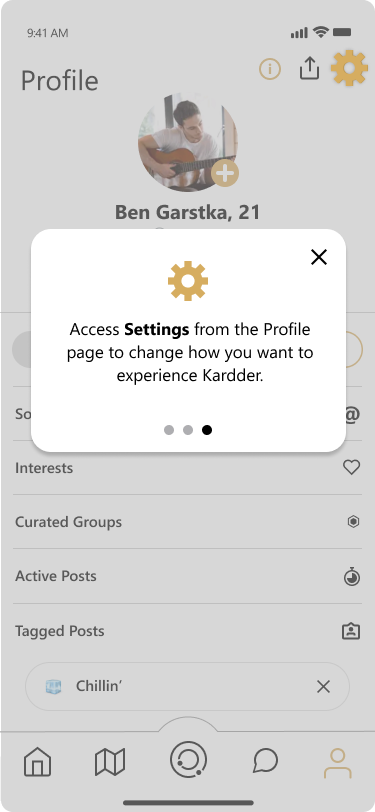 9:41 AM
Profile
Ben Garstka, 21
Access Settings from the Profile
page to change how you want to
experience Kardder.
So
@
Interests
Curated Groups
Active Posts
Tagged Posts
Chillin’